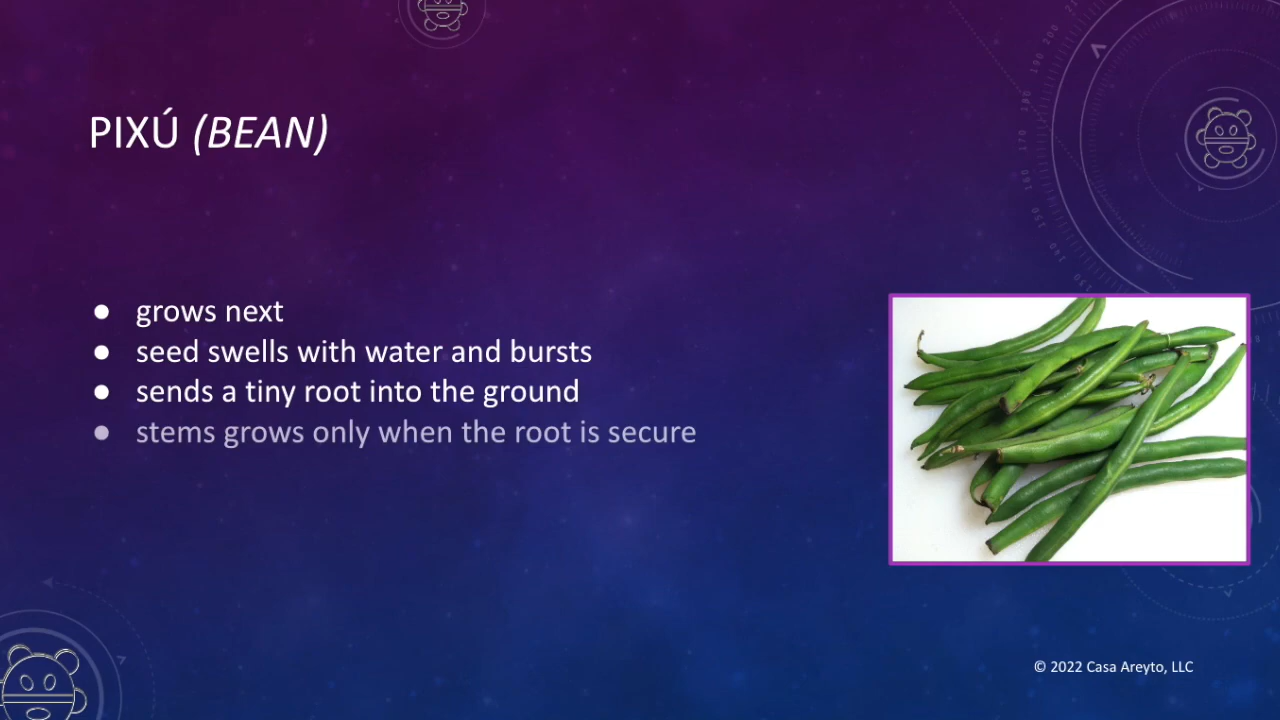 PIXÚ (BEAN)
● grows next
● seed swells with water and bursts
● sends a tiny root into the ground
● stems grows only when the root is secure
© 2022 Casa Areyto, LLC